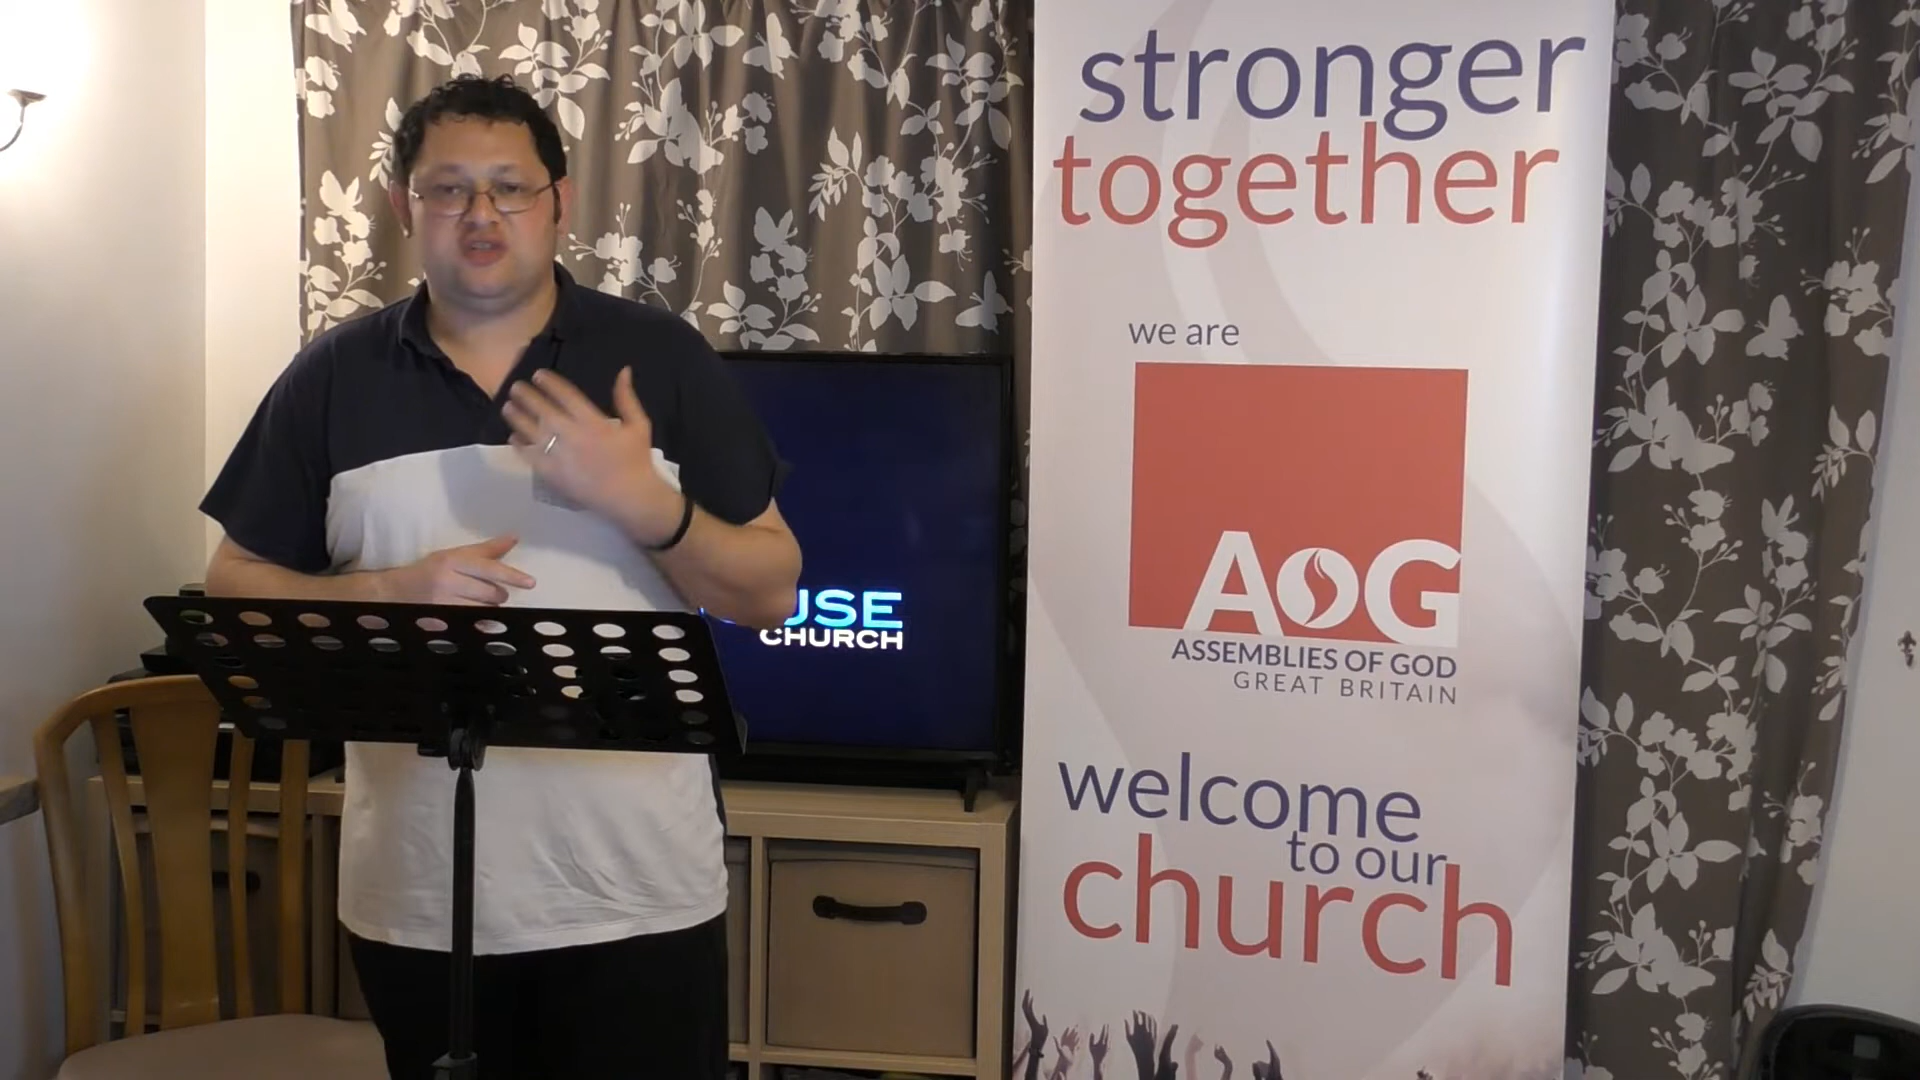 stronger
together
we are
AOG
ASSEMBLIES OF GOD
GREAT BRITAIN
welcome
to our
church
USE
CHURCH